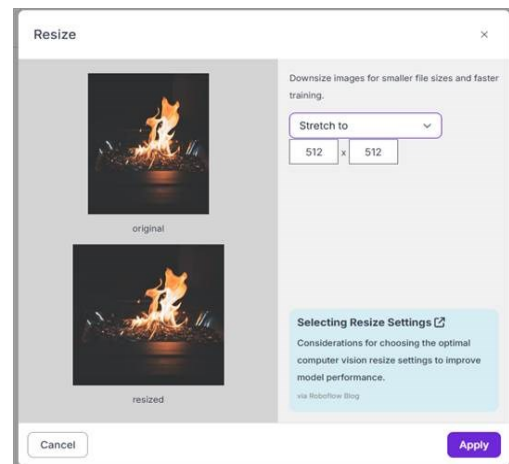 Resize
×
original
resized
Downsize images for smaller file sizes and faster
training.
Stretch to
512 x 512
Selecting Resize Settings
Considerations for choosing the optimal
computer vision resize settings to improve
model performance.
via Roboflow Blog
Cancel
Apply